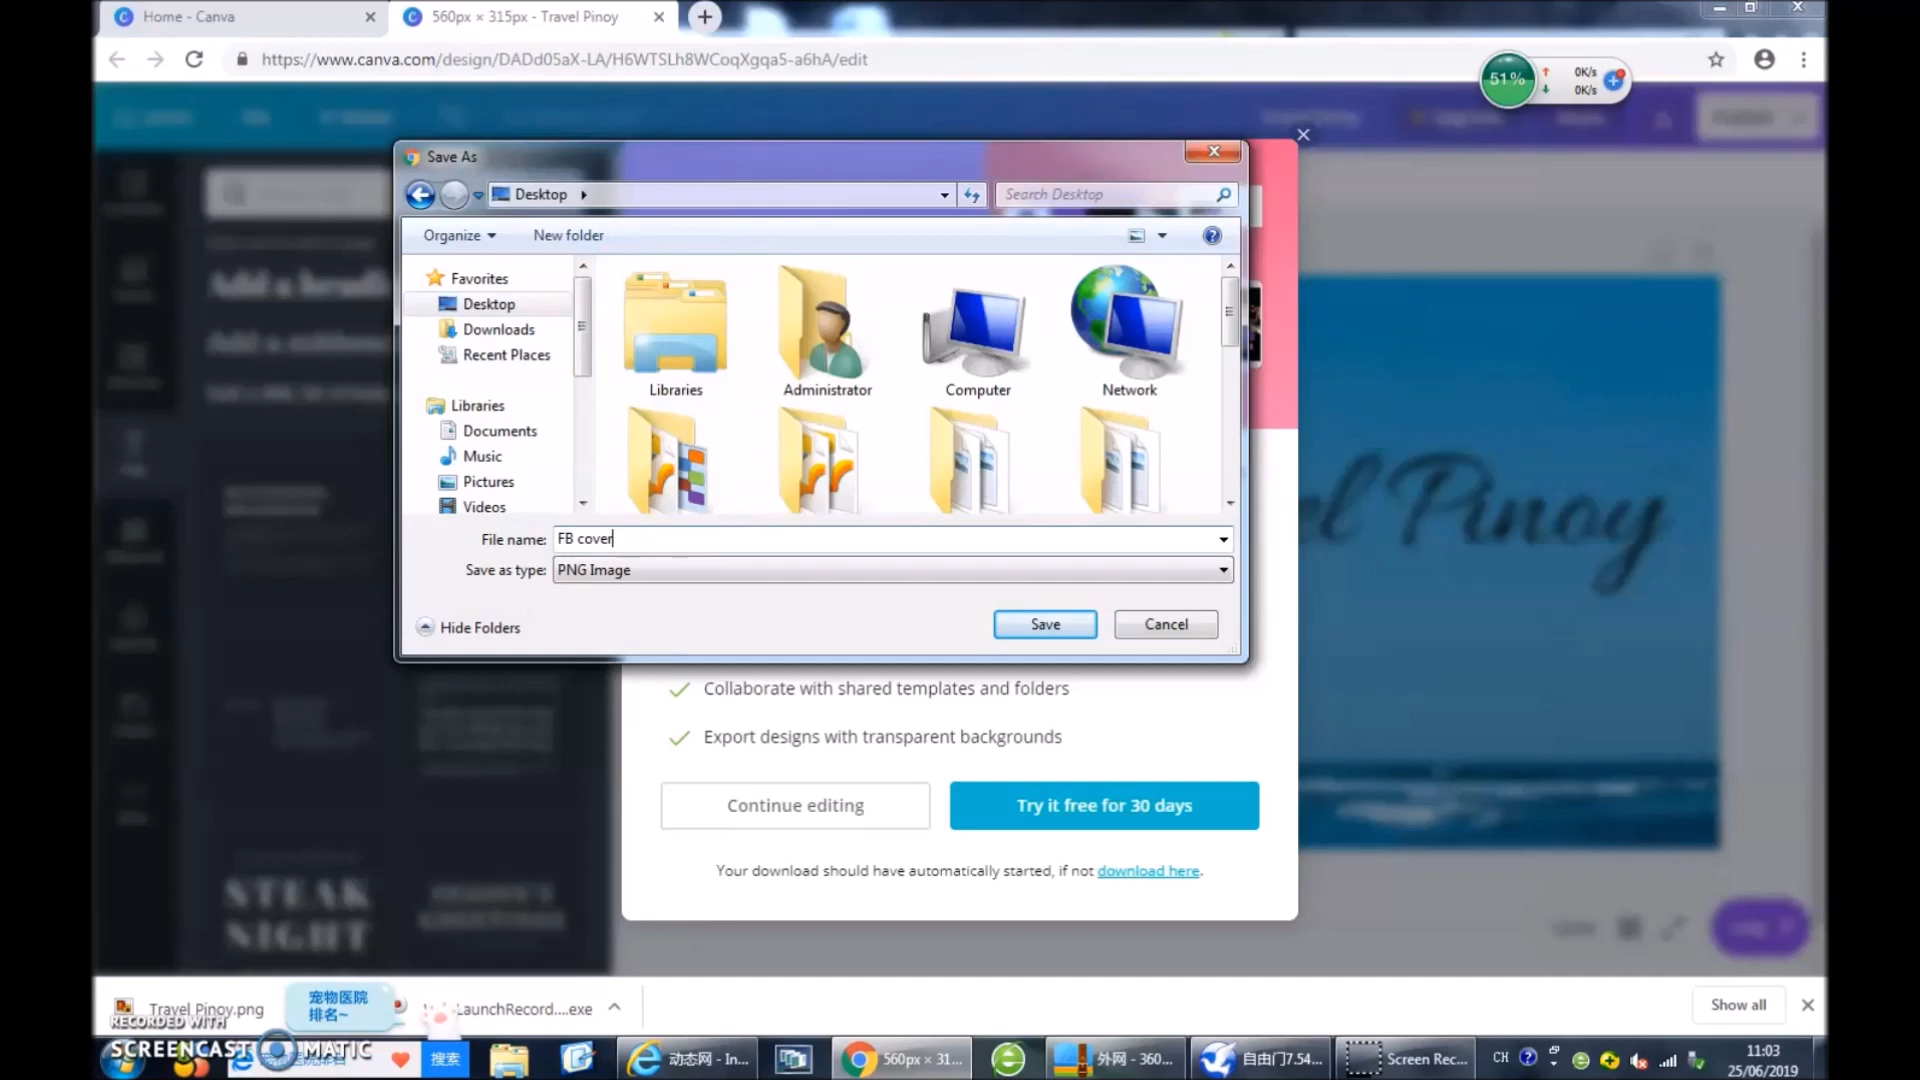 Home - Canva
560px × 315px - Travel Pinoy
https://www.canva.com/design/DADd05aX-LA/H6WTSLh8WCoqXgqa5-a6hA/edit
51%
0K/s
0K/s
Save As
Desktop
Search Desktop
Organize
New folder
Favorites
Desktop
Downloads
Recent Places
Libraries
Documents
Music
Pictures
Videos
Libraries
Administrator
Computer
Network
File name: FB cover
Save as type: PNG Image
Hide Folders
Save
Cancel
el Pinoy
Collaborate with shared templates and folders
Export designs with transparent backgrounds
Continue editing
Try it free for 30 days
Your download should have automatically started, if not download here.
STEAK
NIGHT
Travel Pinoy.png
宠物医院
排名~
LaunchRecord....exe
Show all
RECORDED WITH
SCREENCAST MATIC
搜索
动态网 - In...
560px × 31...
外网 - 360...
自由门7.54...
Screen Rec...
CH
11:03
25/06/2019